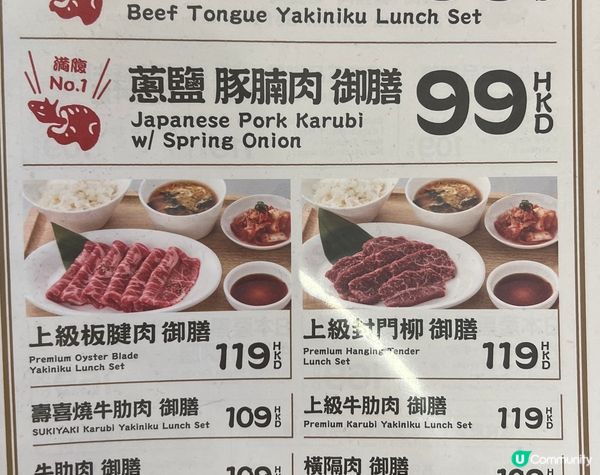 Beef Tongue Yakiniku Lunch Set
満腹
No.1
蔥鹽 豚腩肉 御膳
Japanese Pork Karubi
w/ Spring Onion
99 HKD
上級板腱肉 御膳
Premium Oyster Blade
Yakiniku Lunch Set
119 HKD
上級封門柳 御膳
Premium Hanging Tender
Lunch Set
119 HKD
壽喜燒牛肋肉 御膳
SUKIYAKI Karubi Yakiniku Lunch Set
109 HKD
上級牛肋肉 御膳
Premium Karubi Yakiniku Lunch Set
119 HKD
牛肋肉 御膳
橫隔肉 御膳
U Community